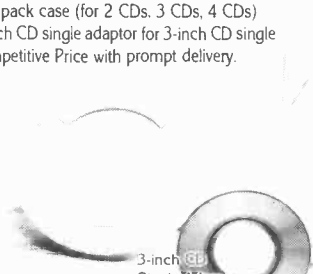 pack case (for 2 CDs. 3 CDs, 4 CDs)
ch CD single adaptor for 3-inch CD single
petitive Price with prompt delivery.
3-inch CD